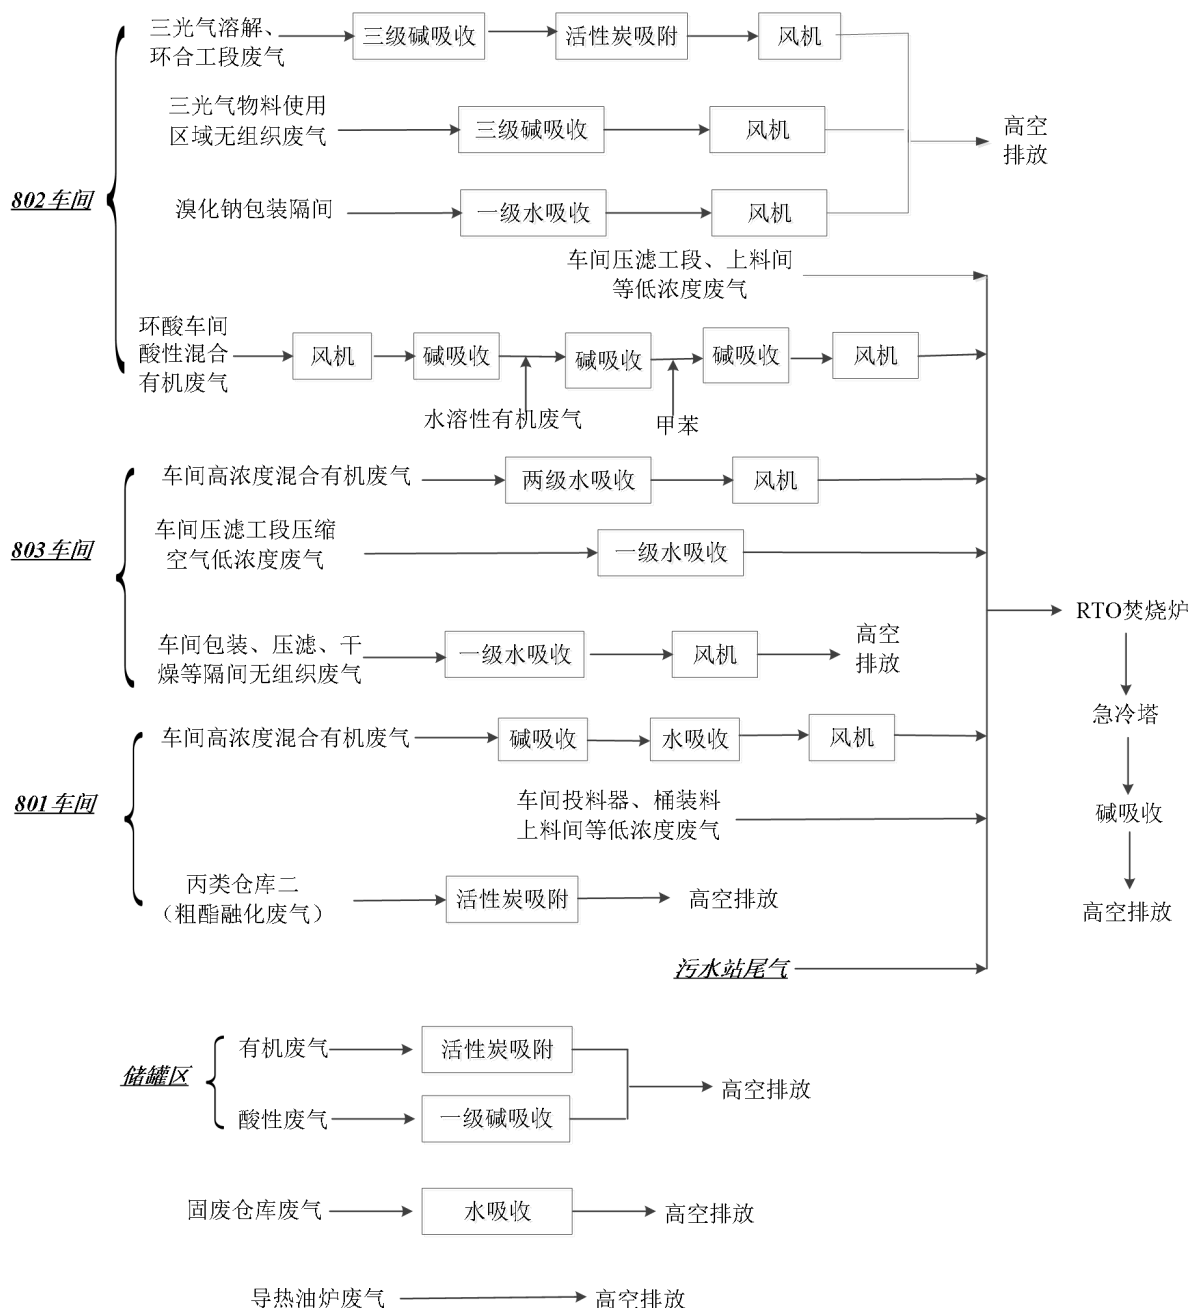 802车间
三光气溶解、
环合工段废气
三级碱吸收
活性炭吸附
风机
三光气物料使用
区域无组织废气
三级碱吸收
风机
高空
排放
溴化钠包装隔间
一级水吸收
风机
车间压滤工段、上料间
等低浓度废气
环酸车间
酸性混合
有机废气
风机
碱吸收
碱吸收
碱吸收
风机
水溶性有机废气
甲苯
803车间
车间高浓度混合有机废气
两级水吸收
风机
车间压滤工段压缩
空气低浓度废气
一级水吸收
车间包装、压滤、干
燥等隔间无组织废气
一级水吸收
风机
高空
排放
RTO焚烧炉
急冷塔
碱吸收
高空排放
801车间
车间高浓度混合有机废气
碱吸收
水吸收
风机
车间投料器、桶装料
上料间等低浓度废气
丙类仓库二
（粗酯融化废气）
活性炭吸附
高空排放
污水站尾气
储罐区
有机废气
活性炭吸附
酸性废气
一级碱吸收
高空排放
固废仓库废气
水吸收
高空排放
导热油炉废气
高空排放